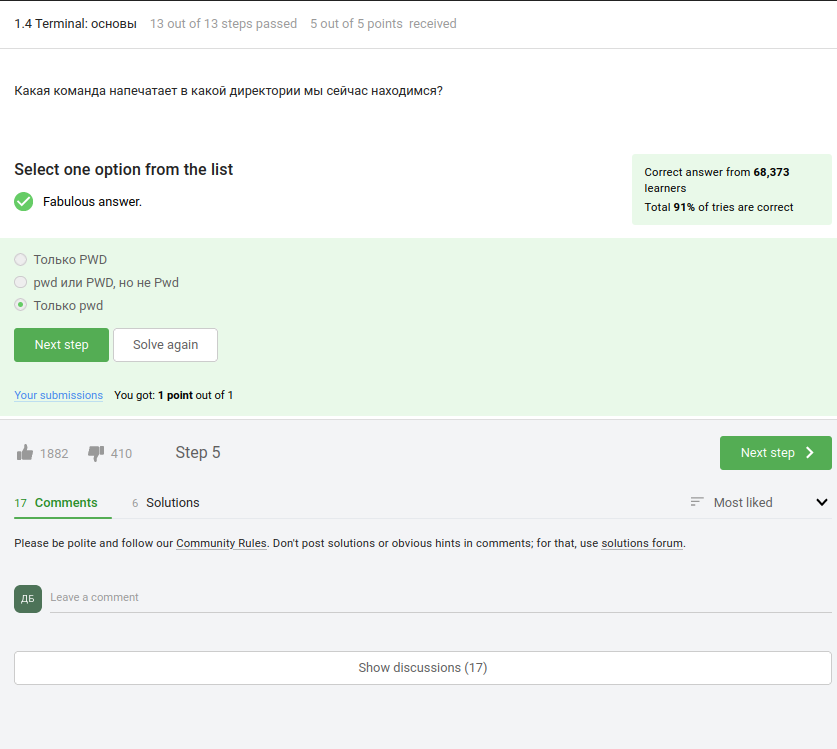 1.4 Terminal: основы 13 out of 13 steps passed 5 out of 5 points received
Какая команда напечатает в какой директории мы сейчас находимся?
Select one option from the list
Fabulous answer.
Correct answer from 68,373
learners
Total 91% of tries are correct
Только PWD
pwd или PWD, но не Pwd
Только pwd
Next step Solve again
Your submissions You got: 1 point out of 1
1882 410 Step 5 Next step
17 Comments 6 Solutions Most liked
Please be polite and follow our Community Rules. Don't post solutions or obvious hints in comments; for that, use solutions forum.
ДБ Leave a comment
Show discussions (17)